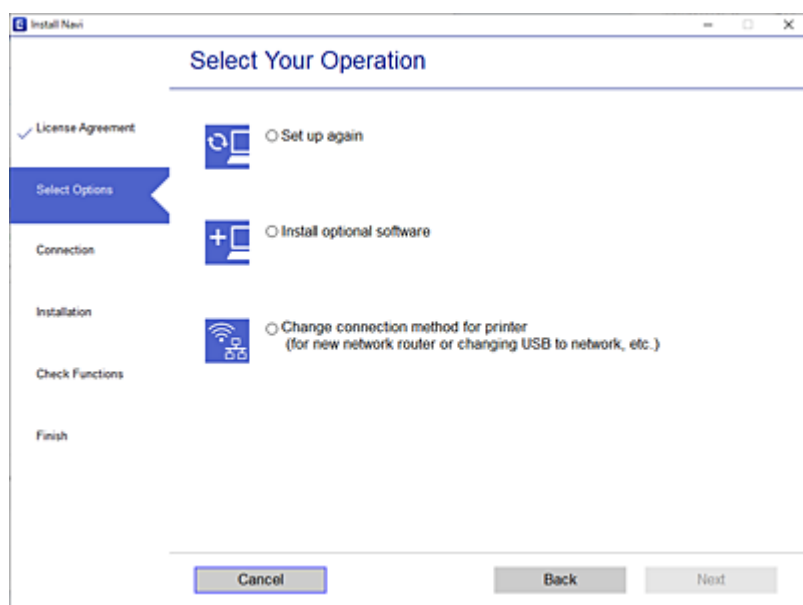 Install Navi
Select Your Operation
License Agreement
Select Options
Connection
Installation
Check Functions
Finish
Set up again
Install optional software
Change connection method for printer
(for new network router or changing USB to network, etc.)
Cancel
Back
Next